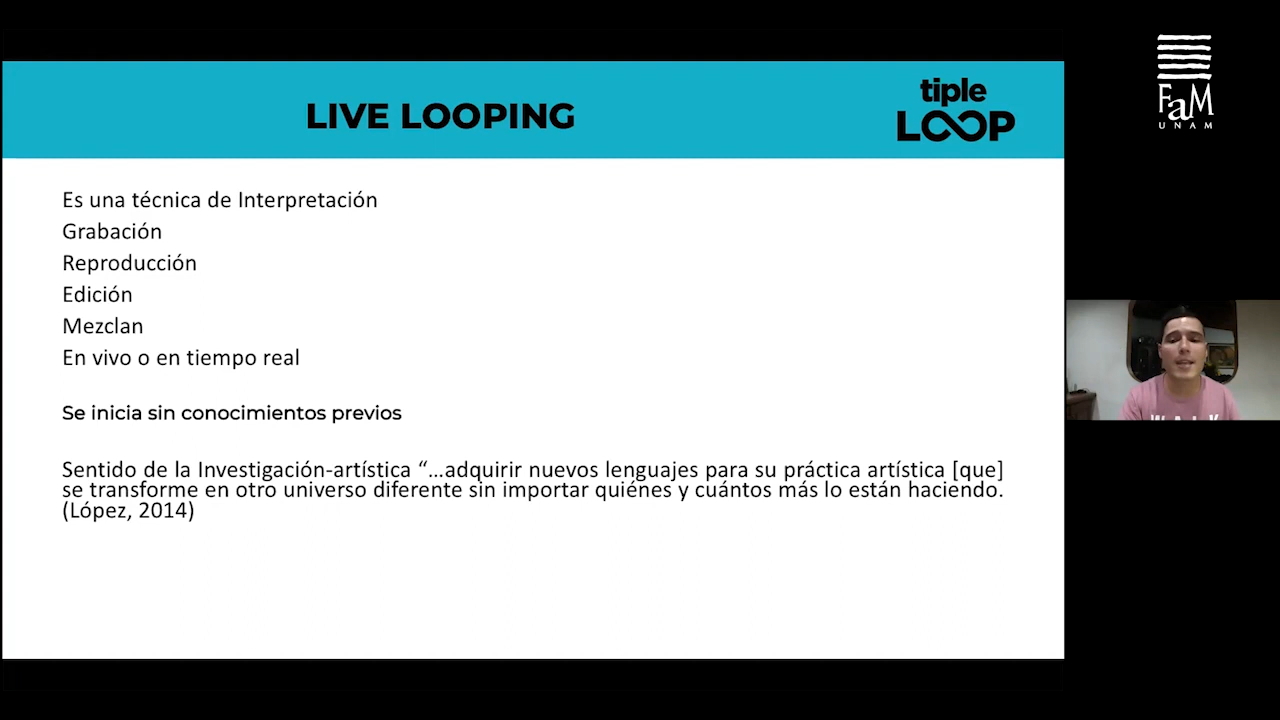 LIVE LOOPING
tiple
LOOP
FaM
UNAM
Es una técnica de Interpretación
Grabación
Reproducción
Edición
Mezclan
En vivo o en tiempo real
Se inicia sin conocimientos previos
Sentido de la Investigación-artística “...adquirir nuevos lenguajes para su práctica artística [que]
se transforme en otro universo diferente sin importar quiénes y cuántos más lo están haciendo.
(López, 2014)